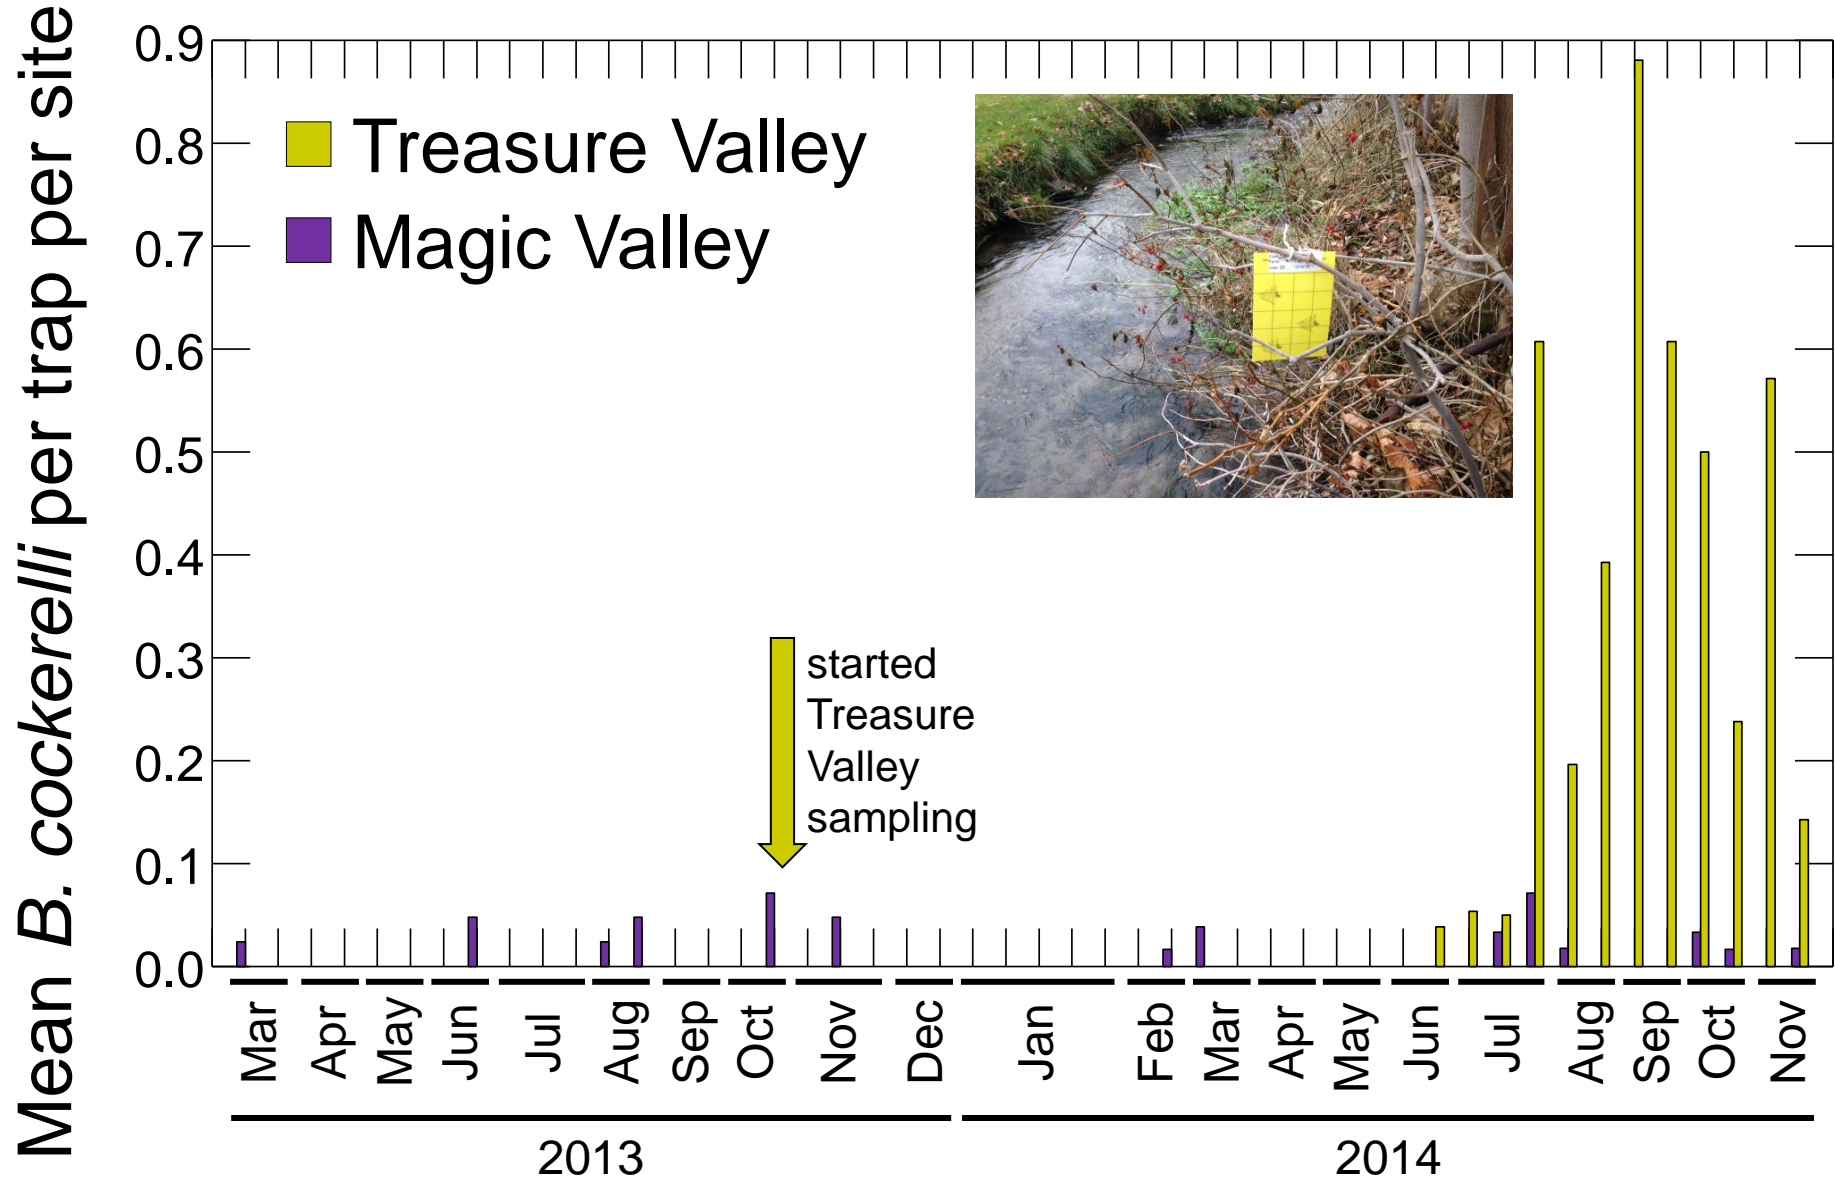 Mean B. cockerelli per trap per site
0.9
0.8
0.7
0.6
0.5
0.4
0.3
0.2
0.1
0.0
Treasure Valley
Magic Valley
started
Treasure
Valley
sampling
Mar
Apr
May
Jun
Jul
Aug
Sep
Oct
Nov
Dec
Jan
Feb
Mar
Apr
May
Jun
Jul
Aug
Sep
Oct
Nov
2013
2014